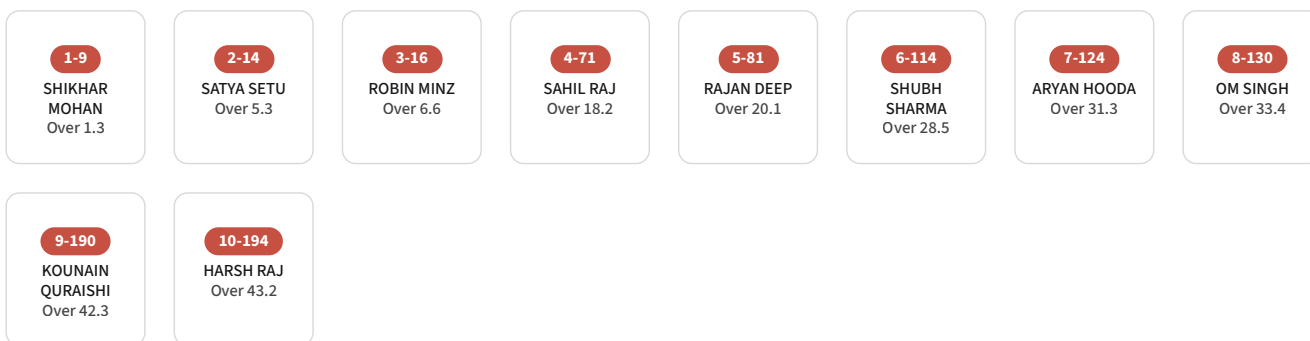 1-9
SHIKHAR
MOHAN
Over 1.3
2-14
SATYA SETU
Over 5.3
3-16
ROBIN MINZ
Over 6.6
4-71
SAHIL RAJ
Over 18.2
5-81
RAJAN DEEP
Over 20.1
6-114
SHUBH
SHARMA
Over 28.5
7-124
ARYAN HOODA
Over 31.3
8-130
OM SINGH
Over 33.4
9-190
KOUNAIN
QURAISHI
Over 42.3
10-194
HARSH RAJ
Over 43.2